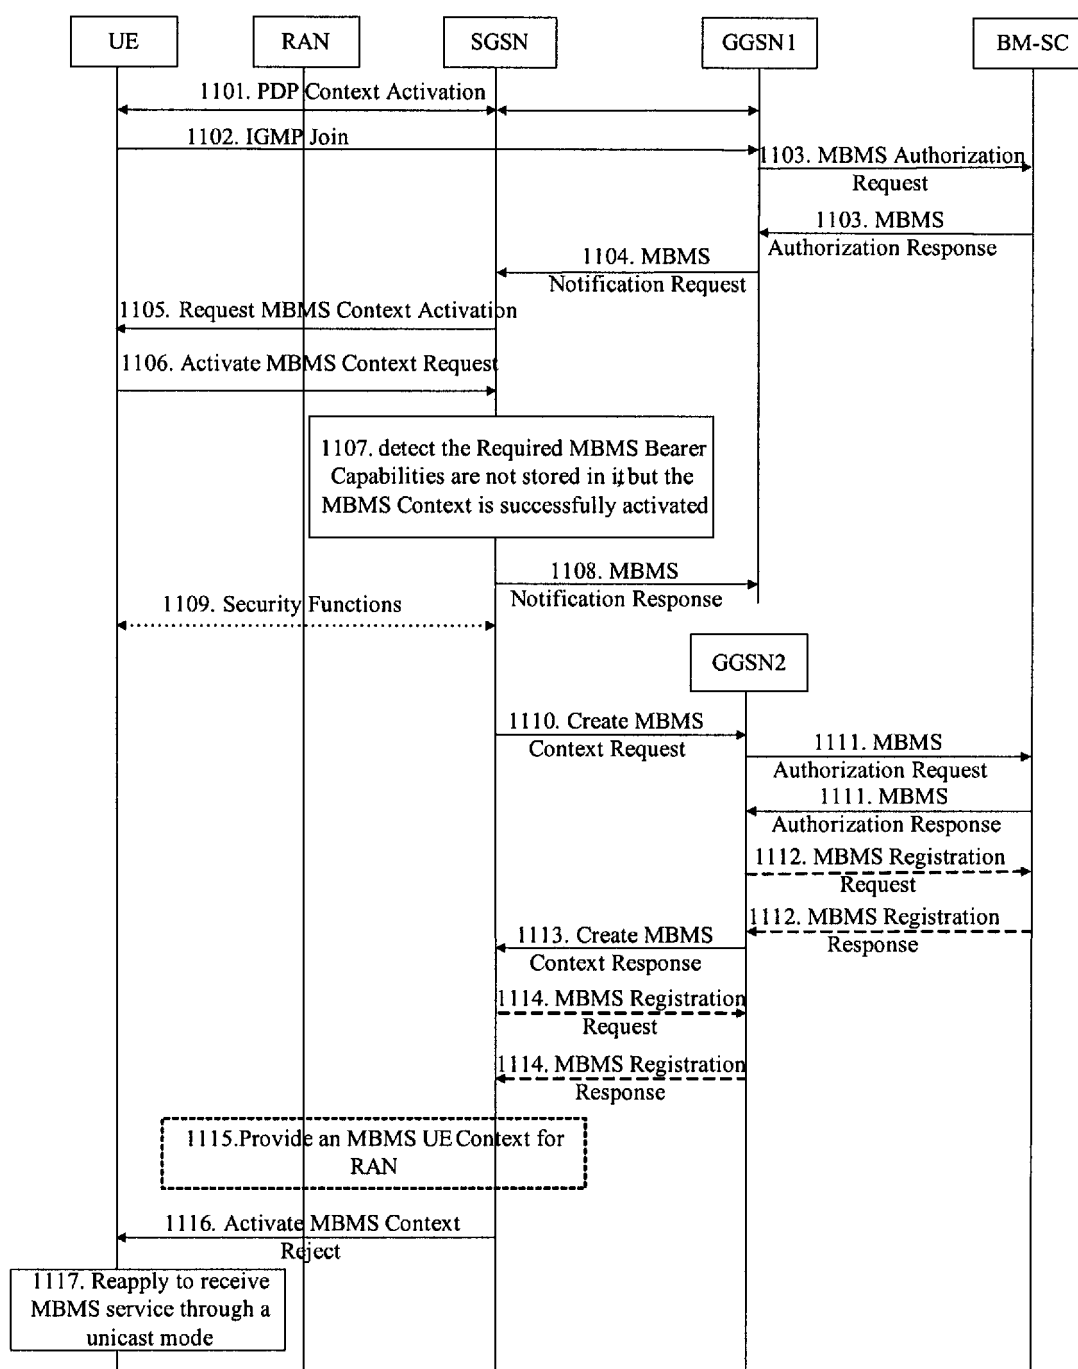 UE
RAN
SGSN
GGSN1
BM-SC
1101. PDP Context Activation
1102. IGMP Join
1103. MBMS Authorization
Request
1103. MBMS
Authorization Response
1104. MBMS
Notification Request
1105. Request MBMS Context Activation
1106. Activate MBMS Context Request
1107. detect the Required MBMS Bearer
Capabilities are not stored in it, but the
MBMS Context is successfully activated
1108. MBMS
Notification Response
1109. Security Functions
GGSN2
1110. Create MBMS
Context Request
1111. MBMS
Authorization Request
1111. MBMS
Authorization Response
1112. MBMS Registration
Request
1112. MBMS Registration
Response
1113. Create MBMS
Context Response
1114. MBMS Registration
Request
1114. MBMS Registration
Response
1115.Provide an MBMS UE Context for
RAN
1116. Activate MBMS Context
Reject
1117. Reapply to receive
MBMS service through a
unicast mode